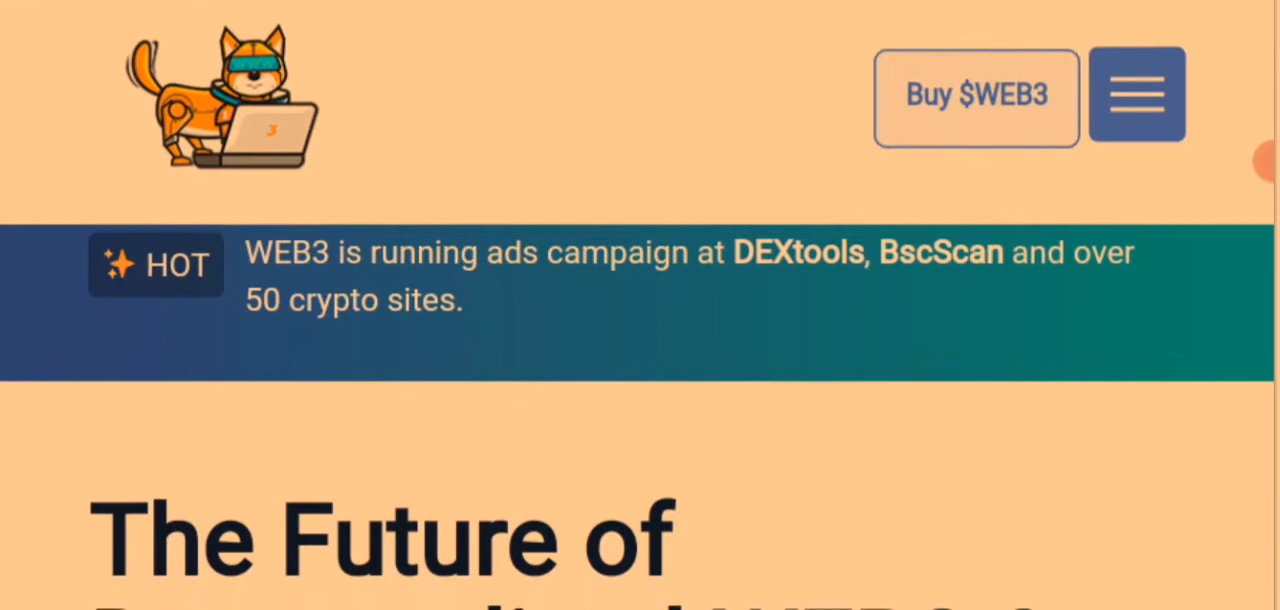 3
Buy $WEB3
HOT
WEB3 is running ads campaign at DEXtools, BscScan and over
50 crypto sites.
The Future of